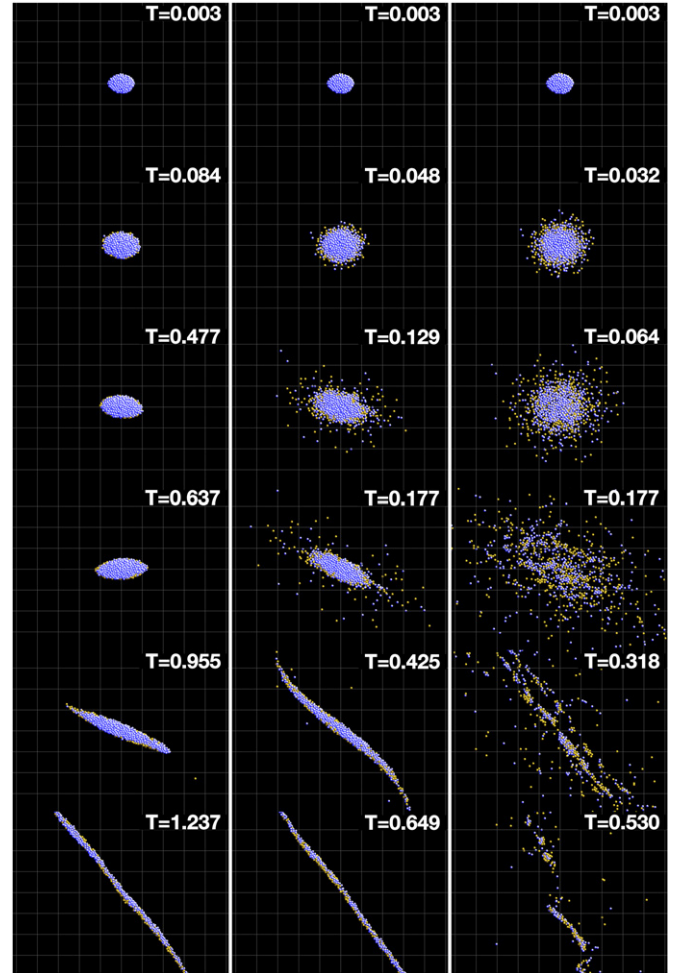 T=0.003 T=0.003 T=0.003
T=0.084 T=0.048 T=0.032
T=0.477 T=0.129 T=0.064
T=0.637 T=0.177 T=0.177
T=0.955 T=0.425 T=0.318
T=1.237 T=0.649 T=0.530